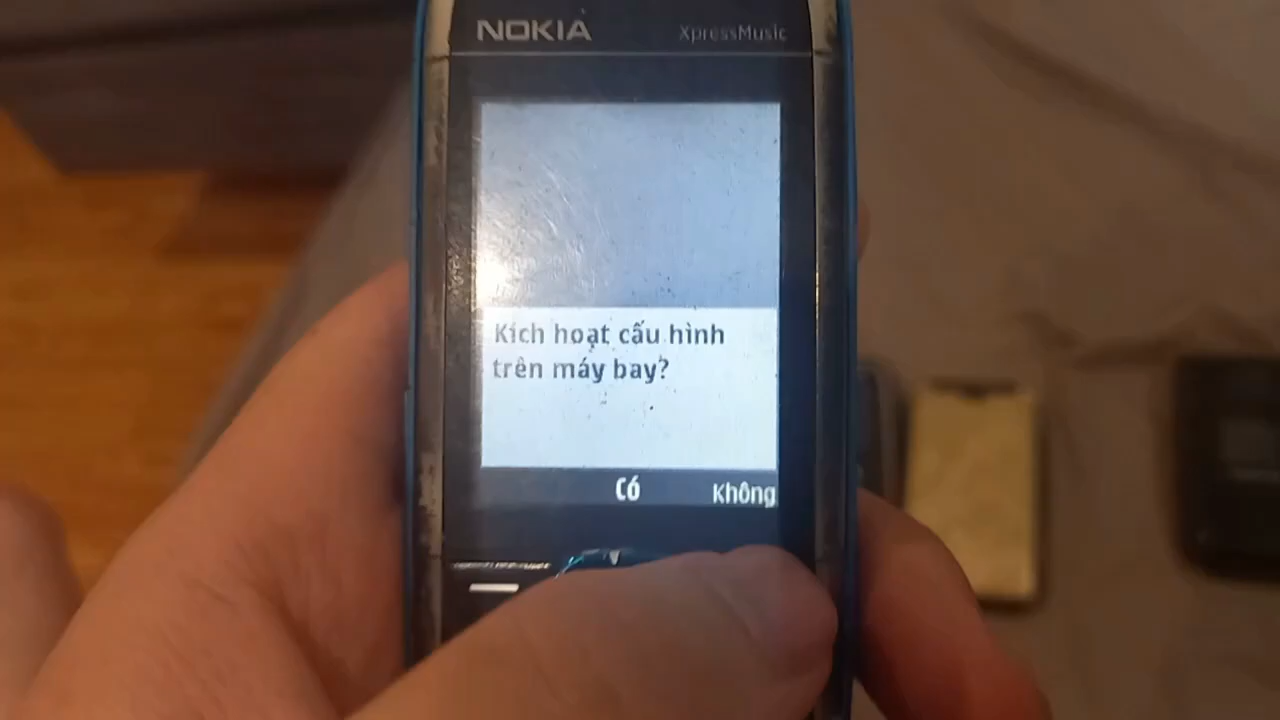 NOKIA XpressMusic
Kích hoạt cấu hình
trên máy bay?
Có Không